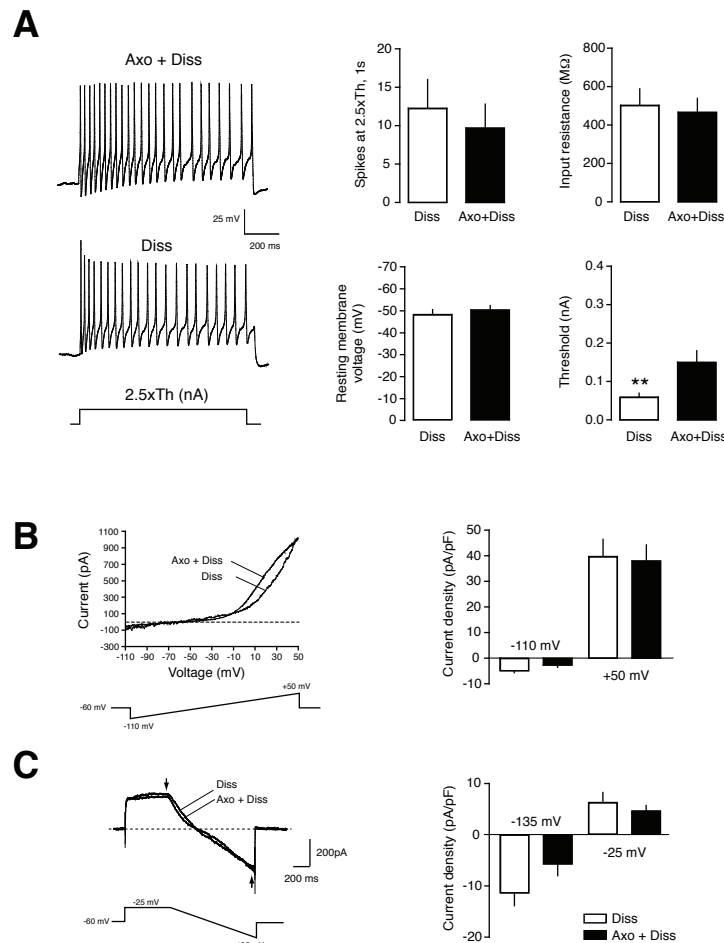 A
Axo + Diss
25 mV
200 ms
Diss
2.5xTh (nA)
Spikes at 2.5xTh, 1s
20
15
10
5
0
Diss
Axo+Diss
Input resistance (MΩ)
800
600
400
200
0
Diss
Axo+Diss
Resting membrane
voltage (mV)
-70
-60
-50
-40
-30
-20
-10
0
Diss
Axo+Diss
Threshold (nA)
0.4
0.3
0.2
0.1
0.0
**
Diss
Axo+Diss
B
Current (pA)
1100
900
700
500
300
100
-100
-300
Axo + Diss
Diss
-110 -90 -70 -50 -30 -10 10 30 50
Voltage (mV)
-60 mV
+50 mV
-110 mV
Current density (pA/pF)
50
40
30
20
10
0
-10
-110 mV
+50 mV
C
Diss
Axo + Diss
200pA
200 ms
-25 mV
-60 mV
Current density (pA/pF)
10
0
-10
-20
-135 mV
-25 mV
Diss
Axo + Diss